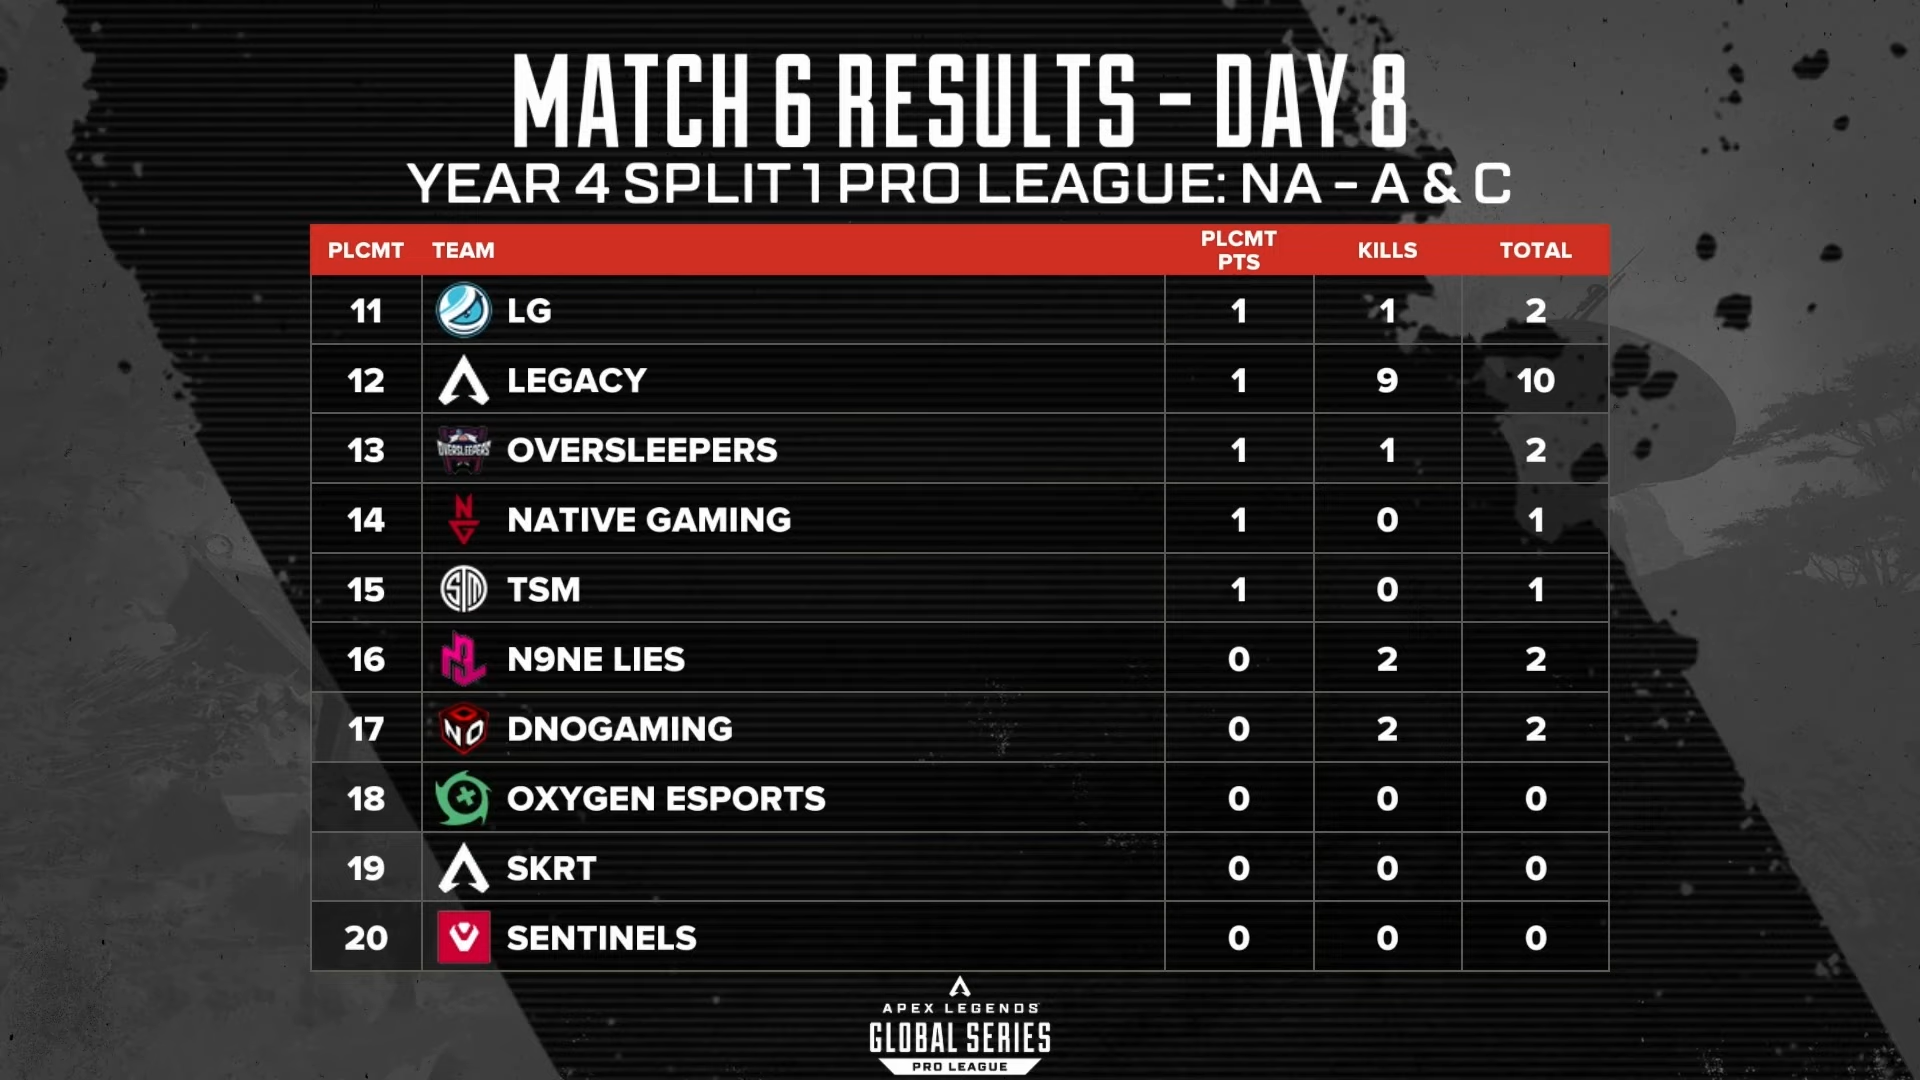 MATCH 6 RESULTS - DAY 8
YEAR 4 SPLIT 1 PRO LEAGUE: NA - A & C
PLCMT TEAM PLCMT PTS KILLS TOTAL
11 LG 1 1 2
12 LEGACY 1 9 10
13 OVERSLEEPERS OVERSLEEPERS 1 1 2
14 NG NATIVE GAMING 1 0 1
15 TSM TSM 1 0 1
16 N9NE LIES 0 2 2
17 NO DNOGAMING 0 2 2
18 OXYGEN ESPORTS 0 0 0
19 SKRT 0 0 0
20 SENTINELS 0 0 0
APEX LEGENDS
GLOBAL SERIES
PRO LEAGUE